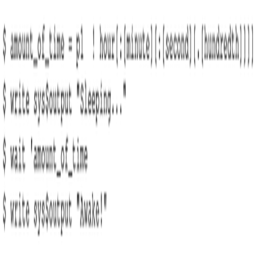 $ amount_of_time = p1  ! hour[:[minute][:[second][.[hundredth]]]]
$ write sys$output "Sleeping..."
$ wait 'amount_of_time
$ write sys$output "Awake!"